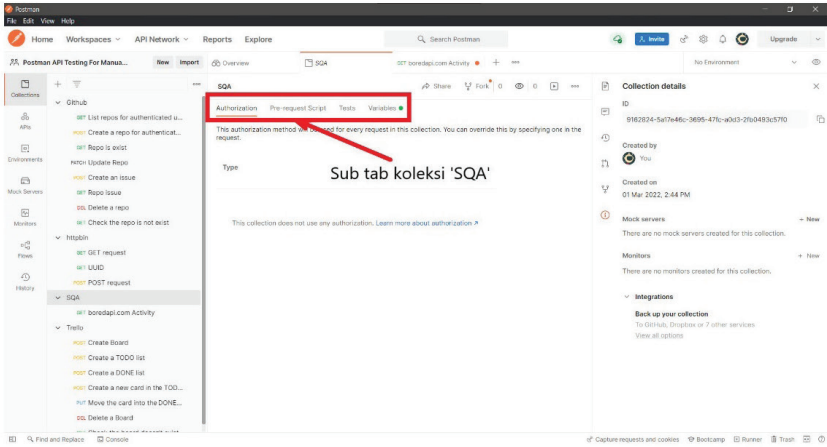 Postman
File Edit View Help
Home Workspaces API Network Reports Explore
Search Postman
Invite
Upgrade
Postman API Testing For Manua...
New Import
Overview
SQA
GET boredapi.com Activity
No Environment
Collections
APIs
Environments
Mock Servers
Monitors
Flows
History
Github
GET List repos for authenticated u...
POST Create a repo for authenticat...
GET Repo is exist
PATCH Update Repo
POST Create an issue
GET Repo issue
DEL Delete a repo
GET Check the repo is not exist
httpbin
GET GET request
GET UUID
POST POST request
SQA
GET boredapi.com Activity
Trello
POST Create Board
POST Create a TODO list
POST Create a DONE list
POST Create a new card in the TOD...
PUT Move the card into the DONE...
DEL Delete a Board
SQA
Share Fork 0 0
Authorization Pre-request Script Tests Variables
This authorization method will be used for every request in this collection. You can override this by specifying one in the
request.
Type
Sub tab koleksi 'SQA'
This collection does not use any authorization. Learn more about authorization
Collection details
ID
Created by
You
Created on
01 Mar 2022, 2:44 PM
Mock servers + New
There are no mock servers created for this collection.
Monitors + New
There are no monitors created for this collection.
Integrations
Back up your collection
To GitHub, Dropbox or 7 other services
View all options
Find and Replace Console
Capture requests and cookies Bootcamp Runner Trash